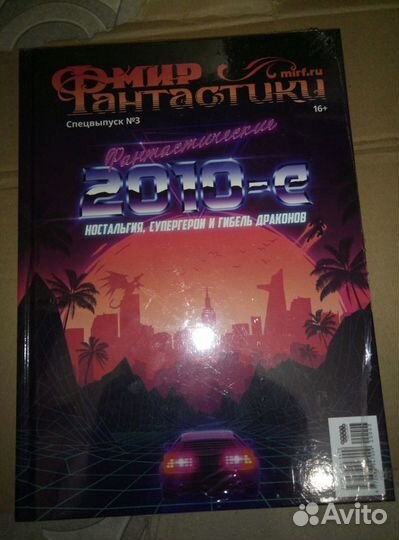 МИР
mirf.ru
Фантастики
Спецвыпуск №3
16+
Фантастические
2010-е
НОСТАЛЬГИЯ, СУПЕРГЕРОИ И ГИБЕЛЬ ДРАКОНОВ
Avito